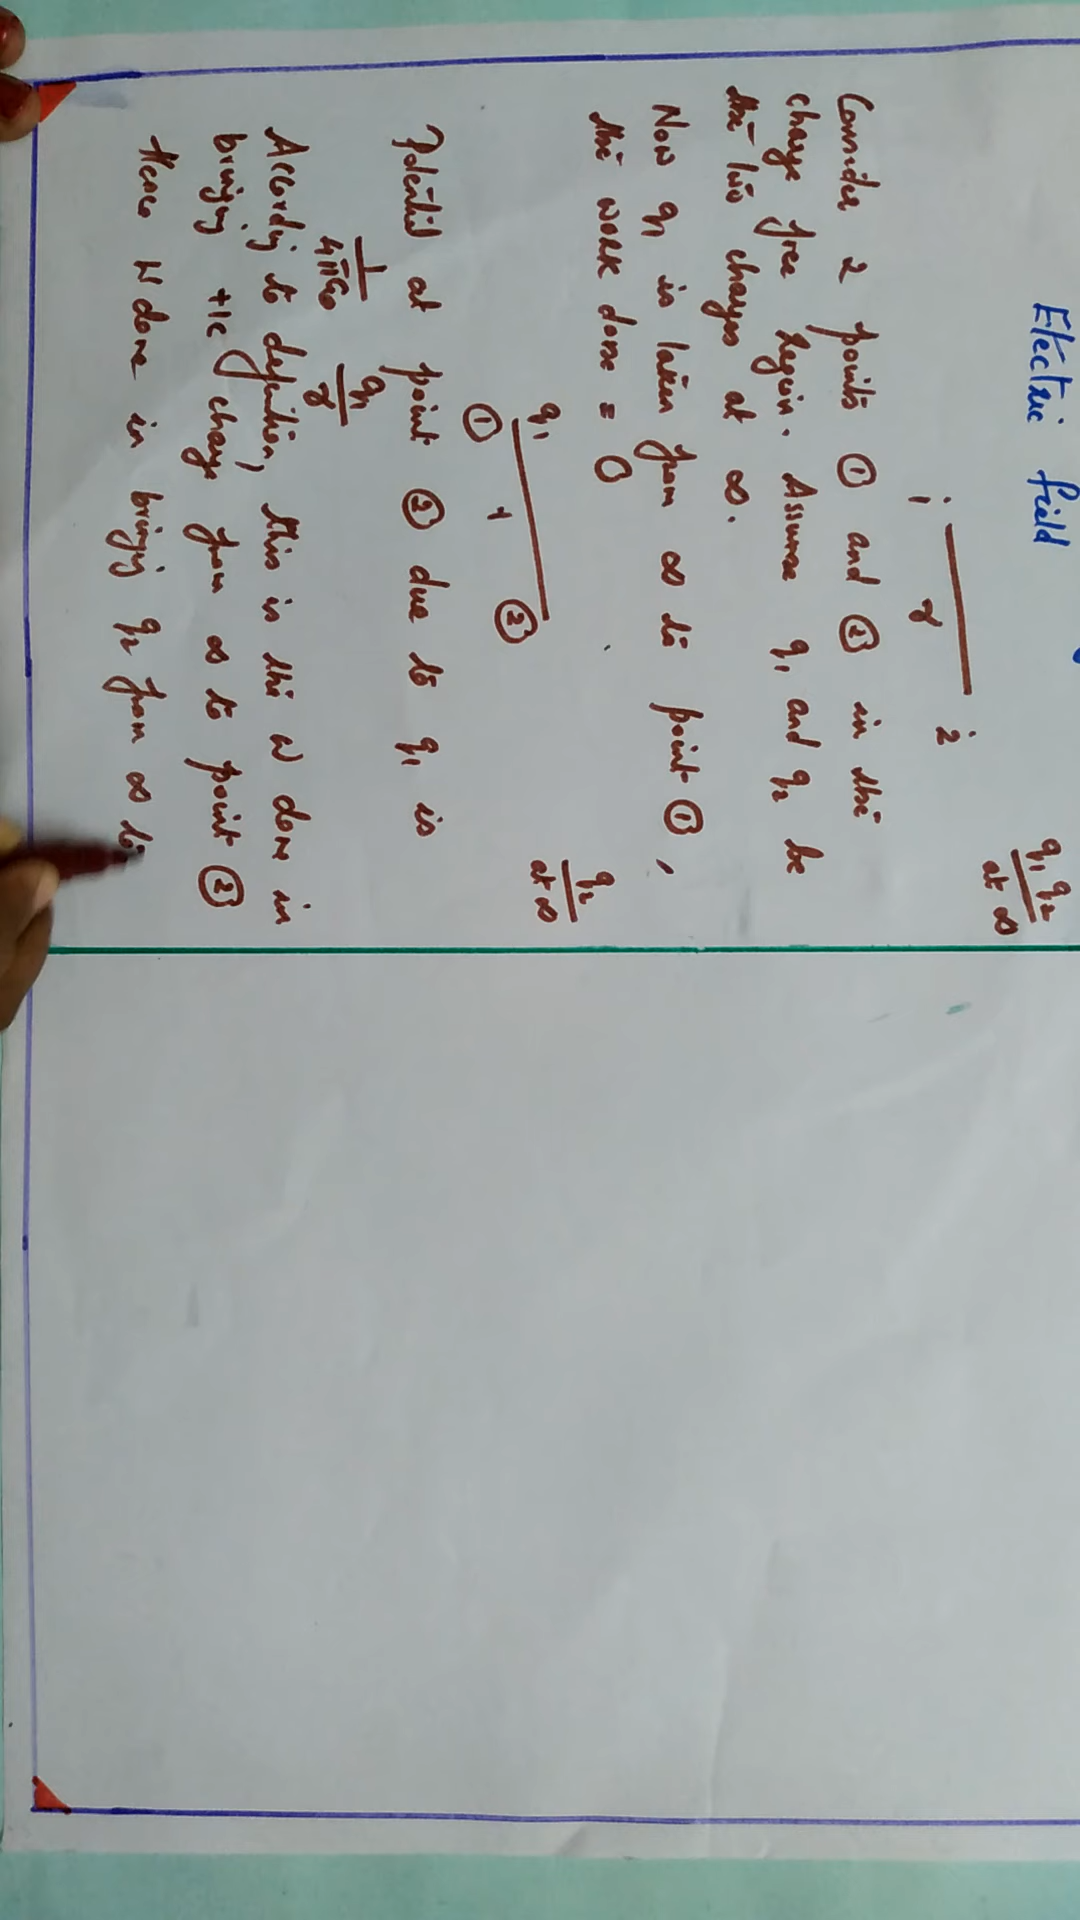 Electric field
q1 q2
at ∞
1 2
r
Consider 2 points ① and ② in the
charge free region. Assume q1 and q2 be
the two charges at ∞.
Now q1 is taken from ∞ to point ①,
the work done = 0
q1 q2
at ∞
① r ②
Potential at point ② due to q1 is
1/4πε0 q1/r
According to definition, this is the W done in
bringing +1c charge from ∞ to point ②
Hence W done in bringing q2 from ∞ to